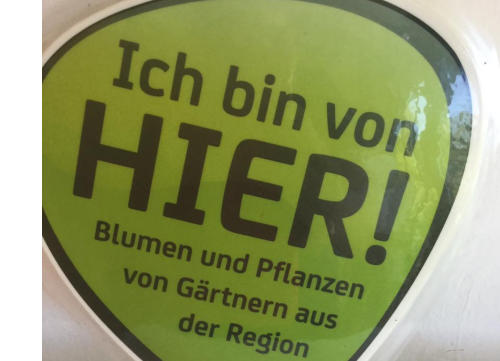 Ich bin von
HIER!
Blumen und Pflanzen
von Gärtnern aus
der Region